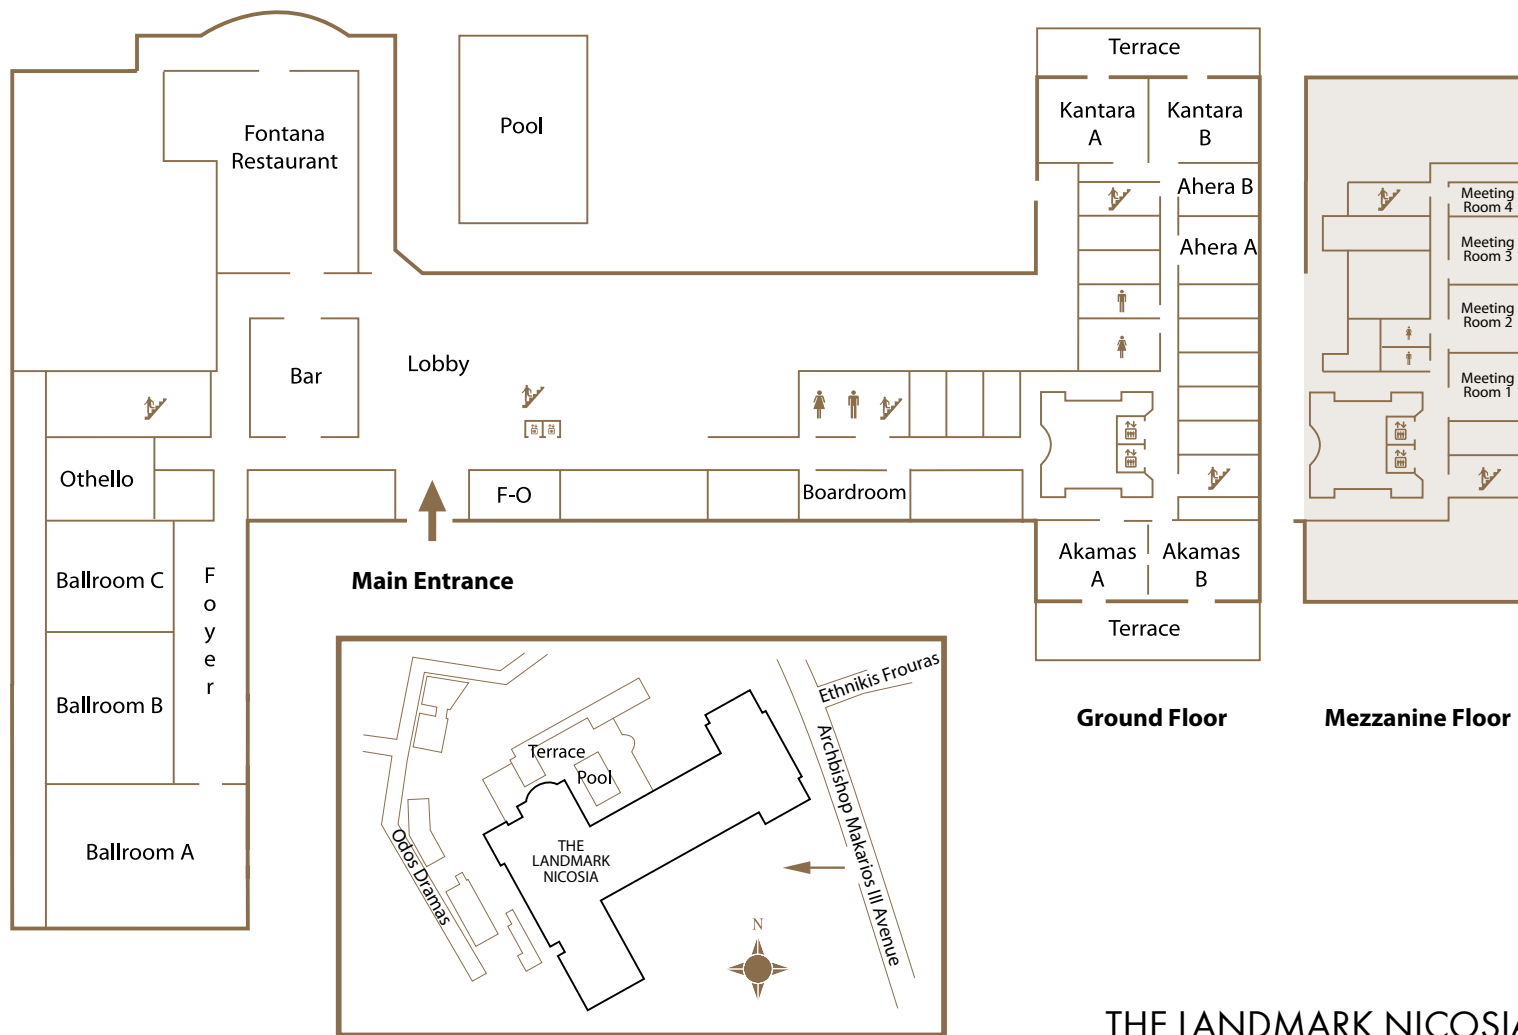 Terrace
Kantara
A
Kantara
B
Pool
Fontana
Restaurant
Ahera B
Ahera A
Meeting
Room 4
Meeting
Room 3
Meeting
Room 2
Meeting
Room 1
Bar
Lobby
Othello
F-O
Boardroom
Ballroom C
Foyer
Main Entrance
Akamas
A
Akamas
B
Terrace
Ballroom B
Ground Floor
Mezzanine Floor
Ballroom A
Ethnikis Frouras
Archbishop Makarios III Avenue
Terrace
Pool
Odos Dramas
THE
LANDMARK
NICOSIA
N
THE LANDMARK NICOSIA